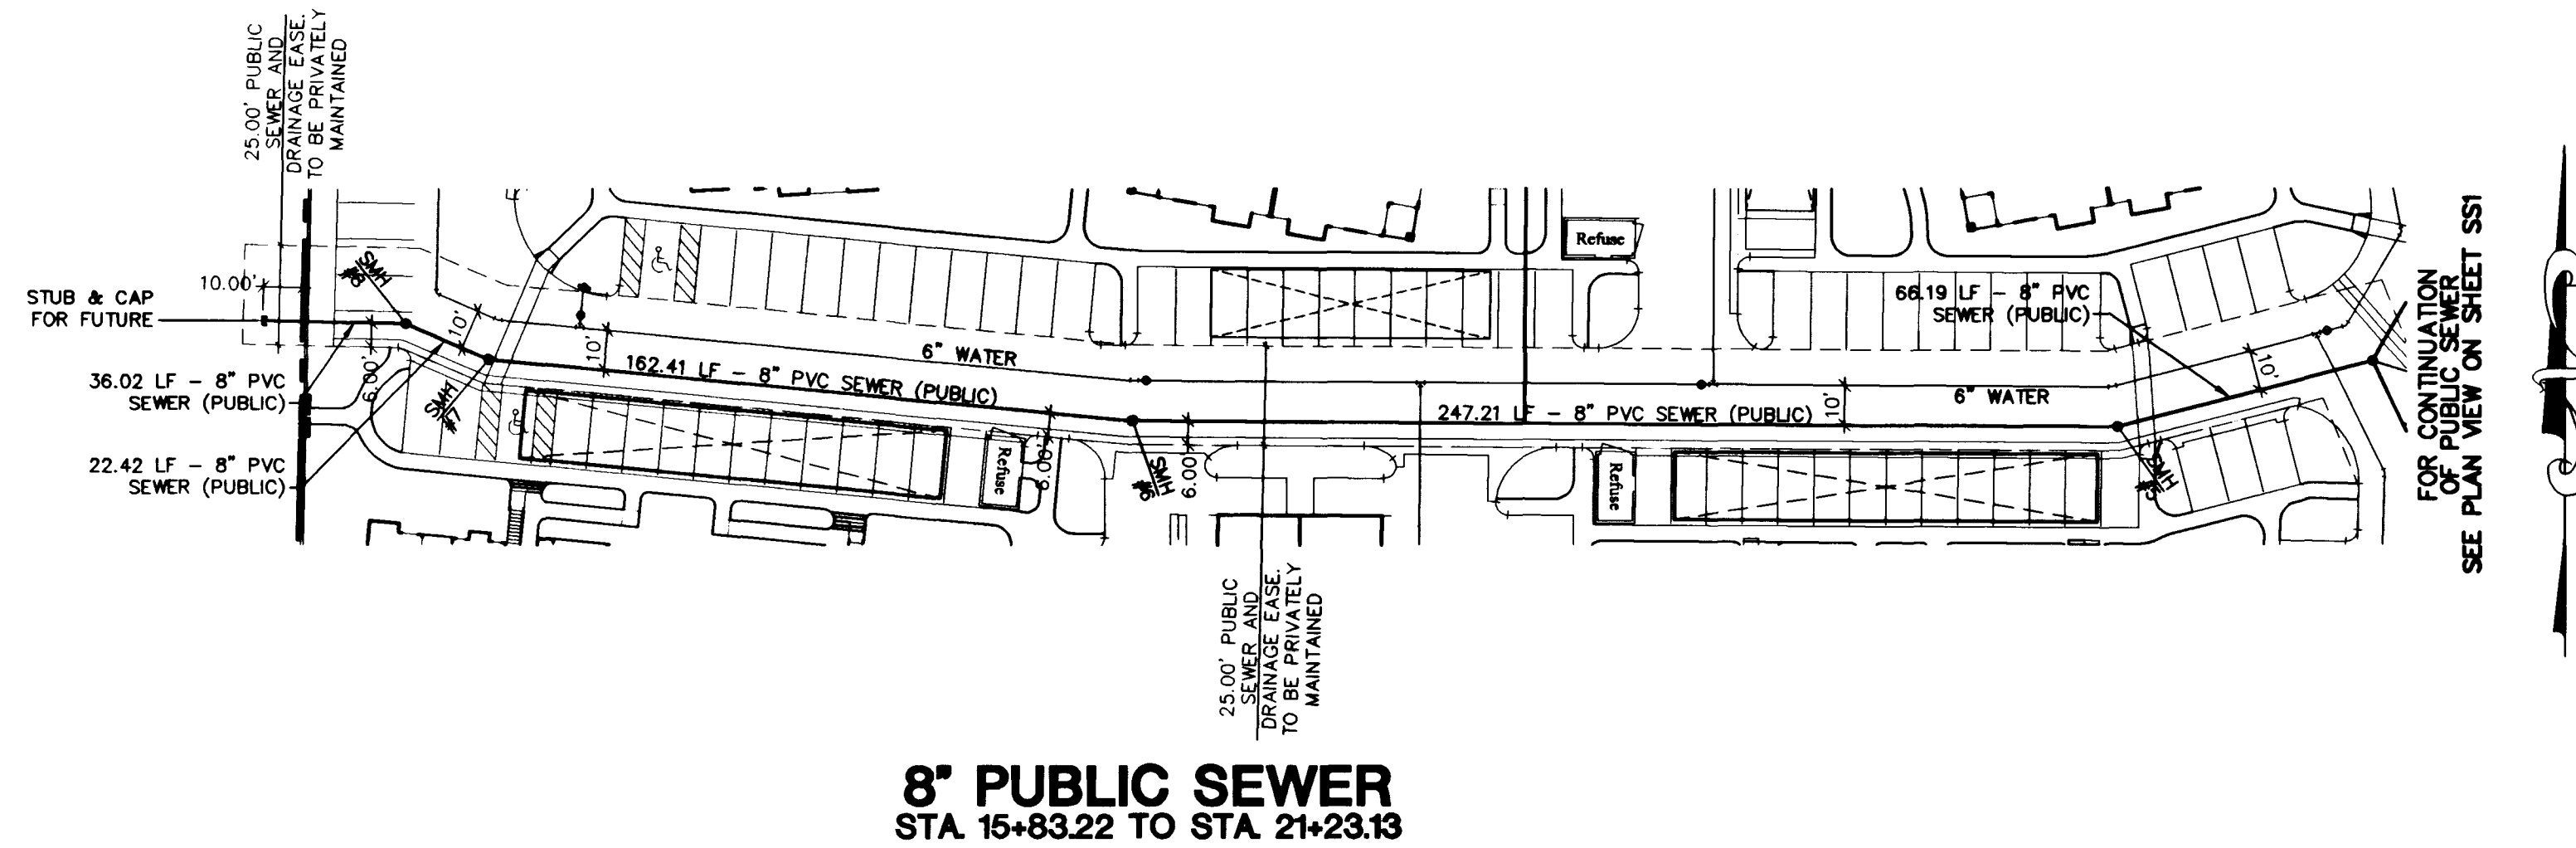 25.00' PUBLIC
SEWER AND
DRAINAGE EASE.
TO BE PRIVATELY
MAINTAINED
STUB & CAP
FOR FUTURE
10.00'
SMH
#8
10'
6.00'
36.02 LF - 8" PVC
SEWER (PUBLIC)
22.42 LF - 8" PVC
SEWER (PUBLIC)
SMH
#7
10'
162.41 LF - 8" PVC SEWER (PUBLIC)
6" WATER
Refuse
6.00'
SMH
#6
6.00'
25.00' PUBLIC
SEWER AND
DRAINAGE EASE.
TO BE PRIVATELY
MAINTAINED
Refuse
247.21 LF - 8" PVC SEWER (PUBLIC)
10'
Refuse
66.19 LF - 8" PVC
SEWER (PUBLIC)
6" WATER
10'
SMH
#5
FOR CONTINUATION
OF PUBLIC SEWER
SEE PLAN VIEW ON SHEET SS1
8" PUBLIC SEWER
STA. 15+83.22 TO STA. 21+23.13